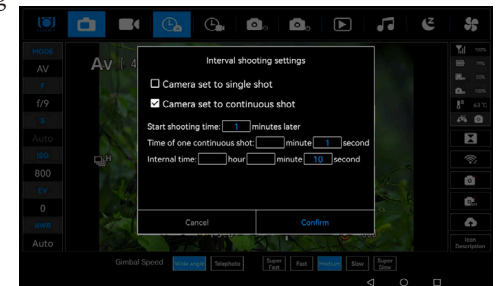 Interval shooting settings
Camera set to single shot
Camera set to continuous shot
Start shooting time: 1 minutes later
Time of one continuous shot: minute 1 second
Internal time: hour minute 10 second
Cancel Confirm
MODE
AV
Av
F
f/9
S
Auto
ISO
800
EV
0
AWB
Auto
H
Icon
Description
Gimbal Speed Wide angle Telephoto Super Fast Fast Medium Slow Super Slow